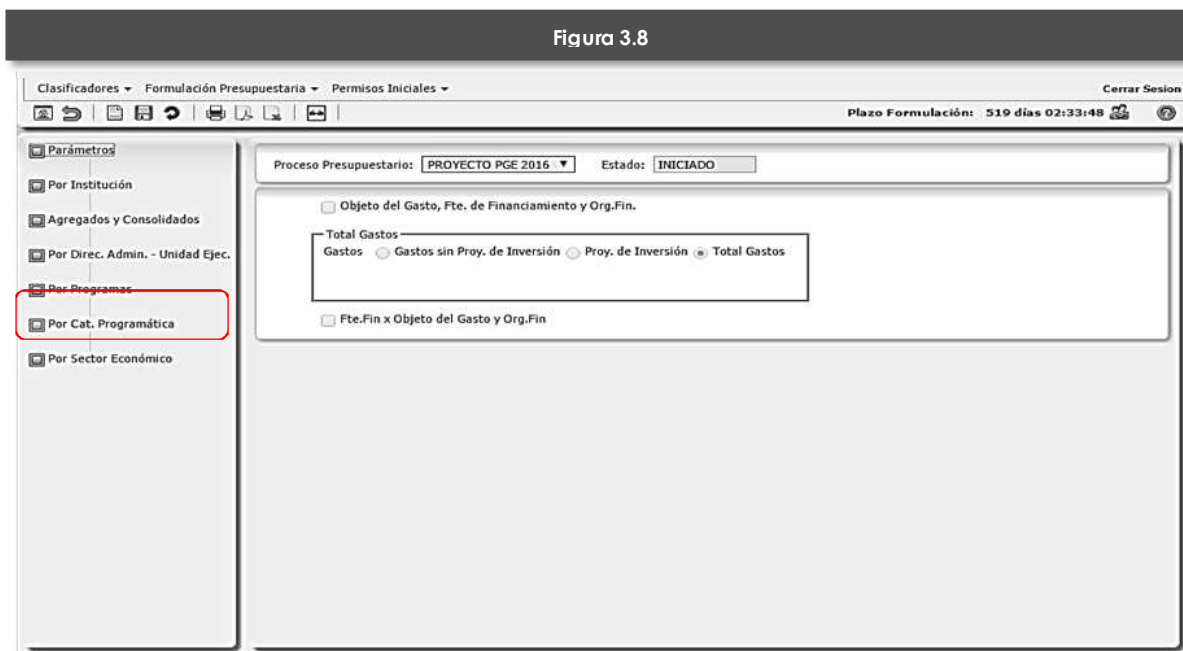 Figura 3.8
Clasificadores Formulación Presupuestaria Permisos Iniciales Cerrar Sesion
Plazo Formulación: 519 días 02:33:48
Parámetros
Por Institución
Agregados y Consolidados
Por Direc. Admin. - Unidad Ejec.
Por Programas
Por Cat. Programática
Por Sector Económico
Proceso Presupuestario: PROYECTO PGE 2016 Estado: INICIADO
Objeto del Gasto, Fte. de Financiamiento y Org.Fin.
Total Gastos
Gastos Gastos sin Proy. de Inversión Proy. de Inversión Total Gastos
Fte.Fin x Objeto del Gasto y Org.Fin